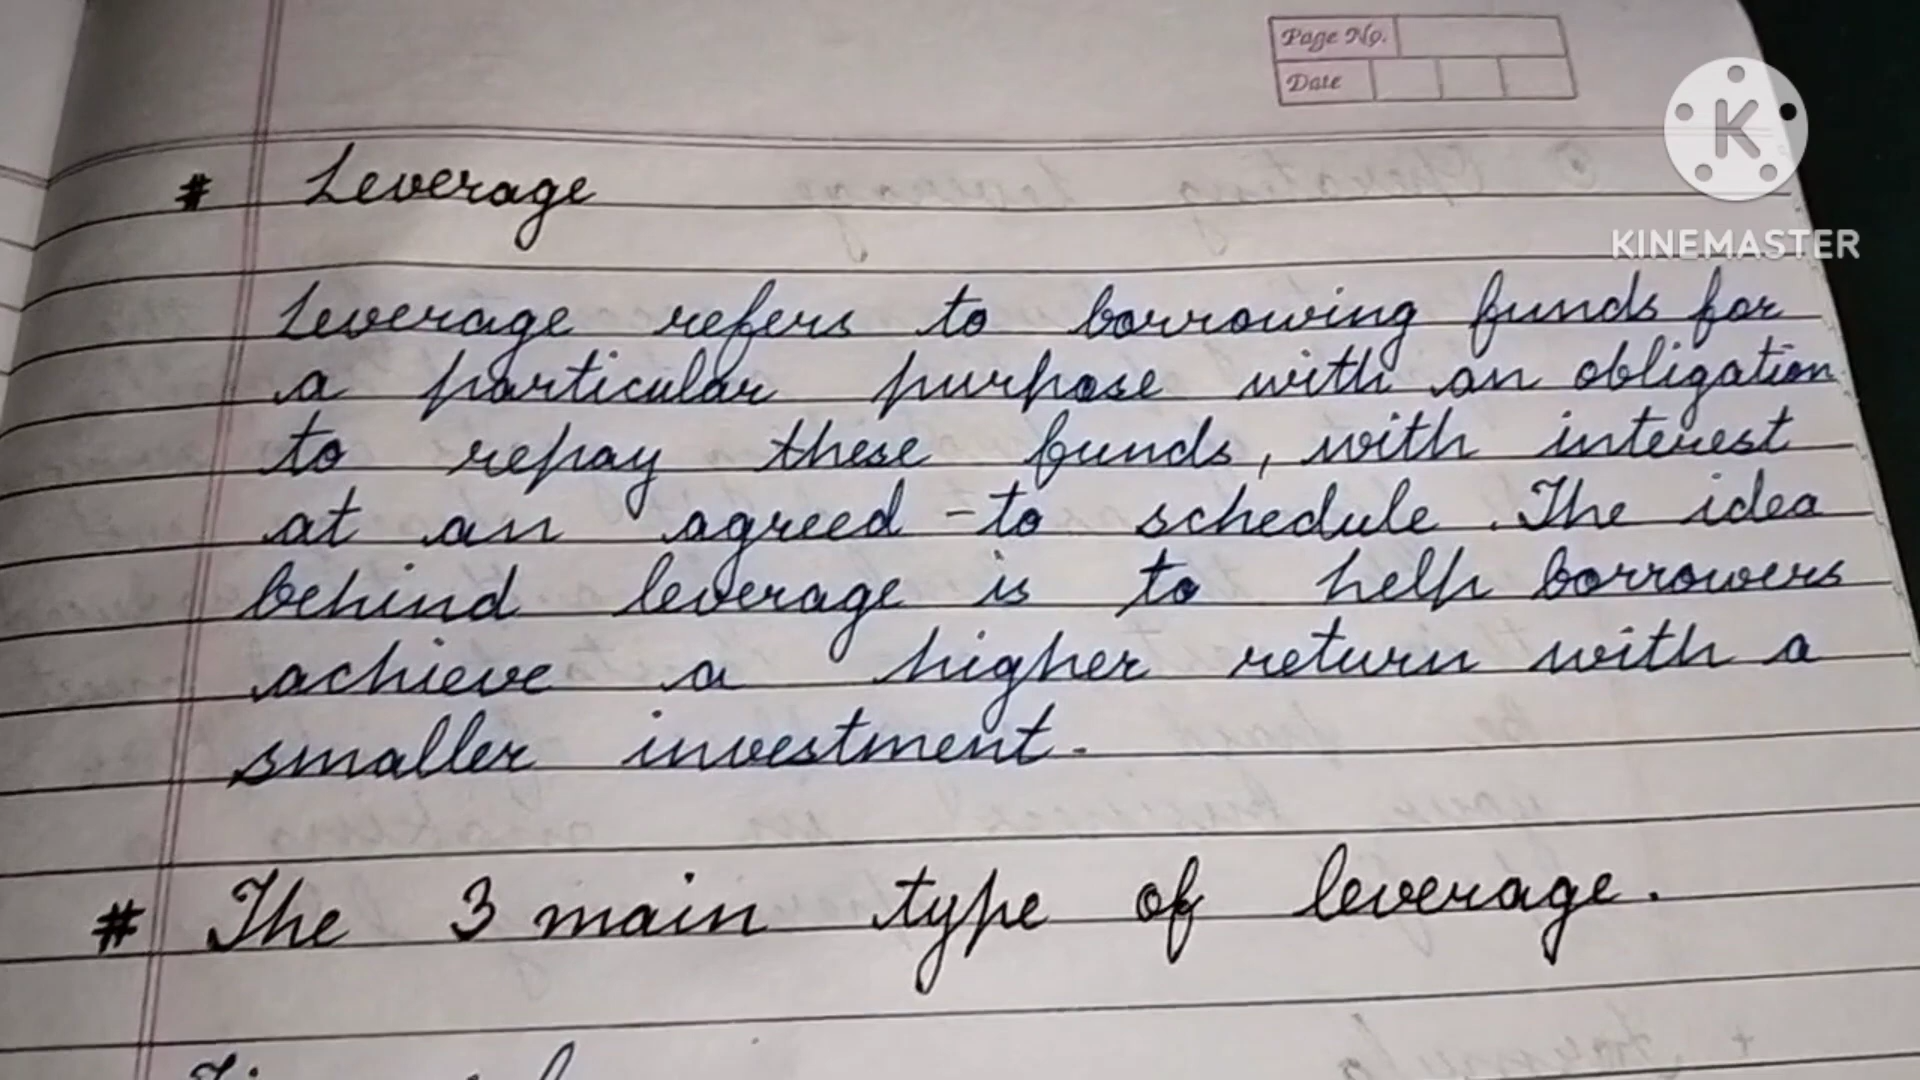 Page No.
Date
K
KINEMASTER
# Leverage
Leverage refers to borrowing funds for
a particular purpose with an obligation
to repay these funds, with interest
at an agreed-to schedule. The idea
behind leverage is to help borrowers
achieve a higher return with a
smaller investment.
# The 3 main type of leverage.